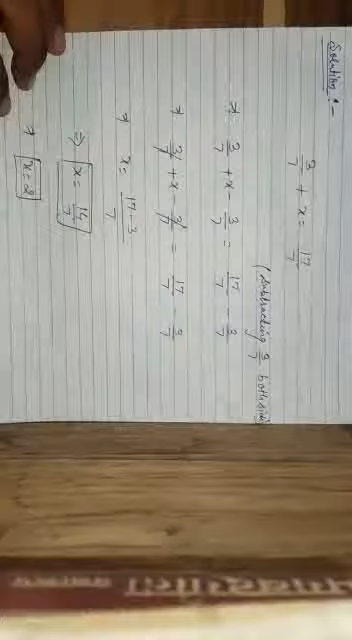 Solution :-
3/7 + x = 17/7
(Subtracting 3/7 both side)
⇒ 3/7 + x - 3/7 = 17/7 - 3/7
⇒ 3/7 + x - 3/7 = 17/7 - 3/7
⇒ x = 17-3/7
⇒ x = 14/7
⇒ x = 2